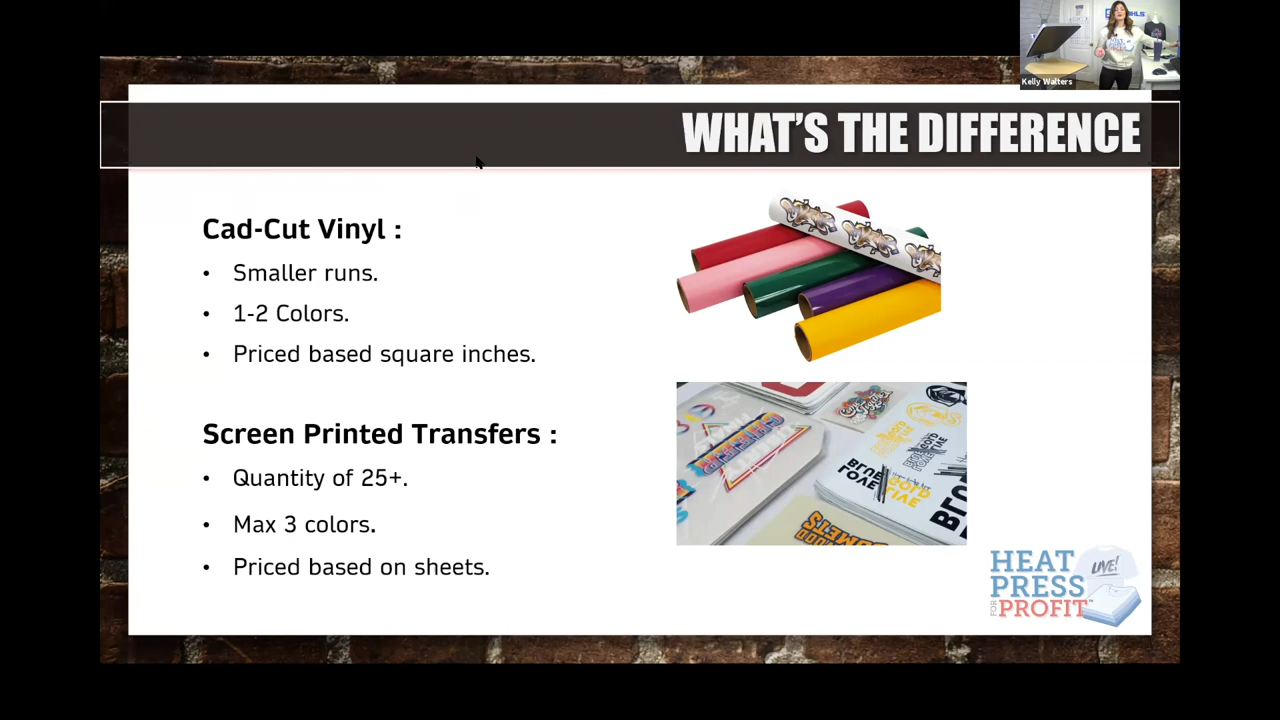 Kelly Walters
WHAT'S THE DIFFERENCE
Cad-Cut Vinyl :
• Smaller runs.
• 1-2 Colors.
• Priced based square inches.
Screen Printed Transfers :
• Quantity of 25+.
• Max 3 colors.
• Priced based on sheets.
HEAT
PRESS
FOR PROFIT™
LIVE!